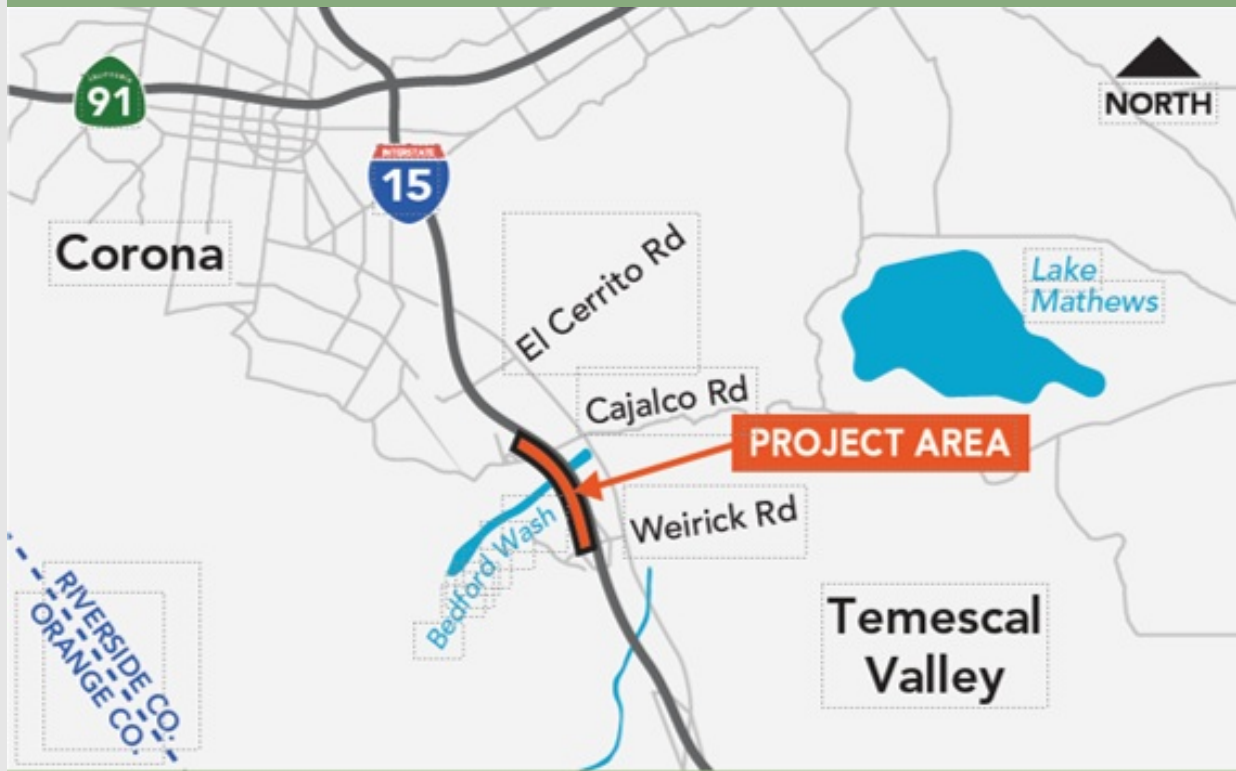 CALIFORNIA
91
INTERSTATE
15
NORTH
Corona
El Cerrito Rd
Lake
Mathews
Cajalco Rd
PROJECT AREA
Weirick Rd
Bedford Wash
RIVERSIDE CO.
ORANGE CO.
Temescal
Valley